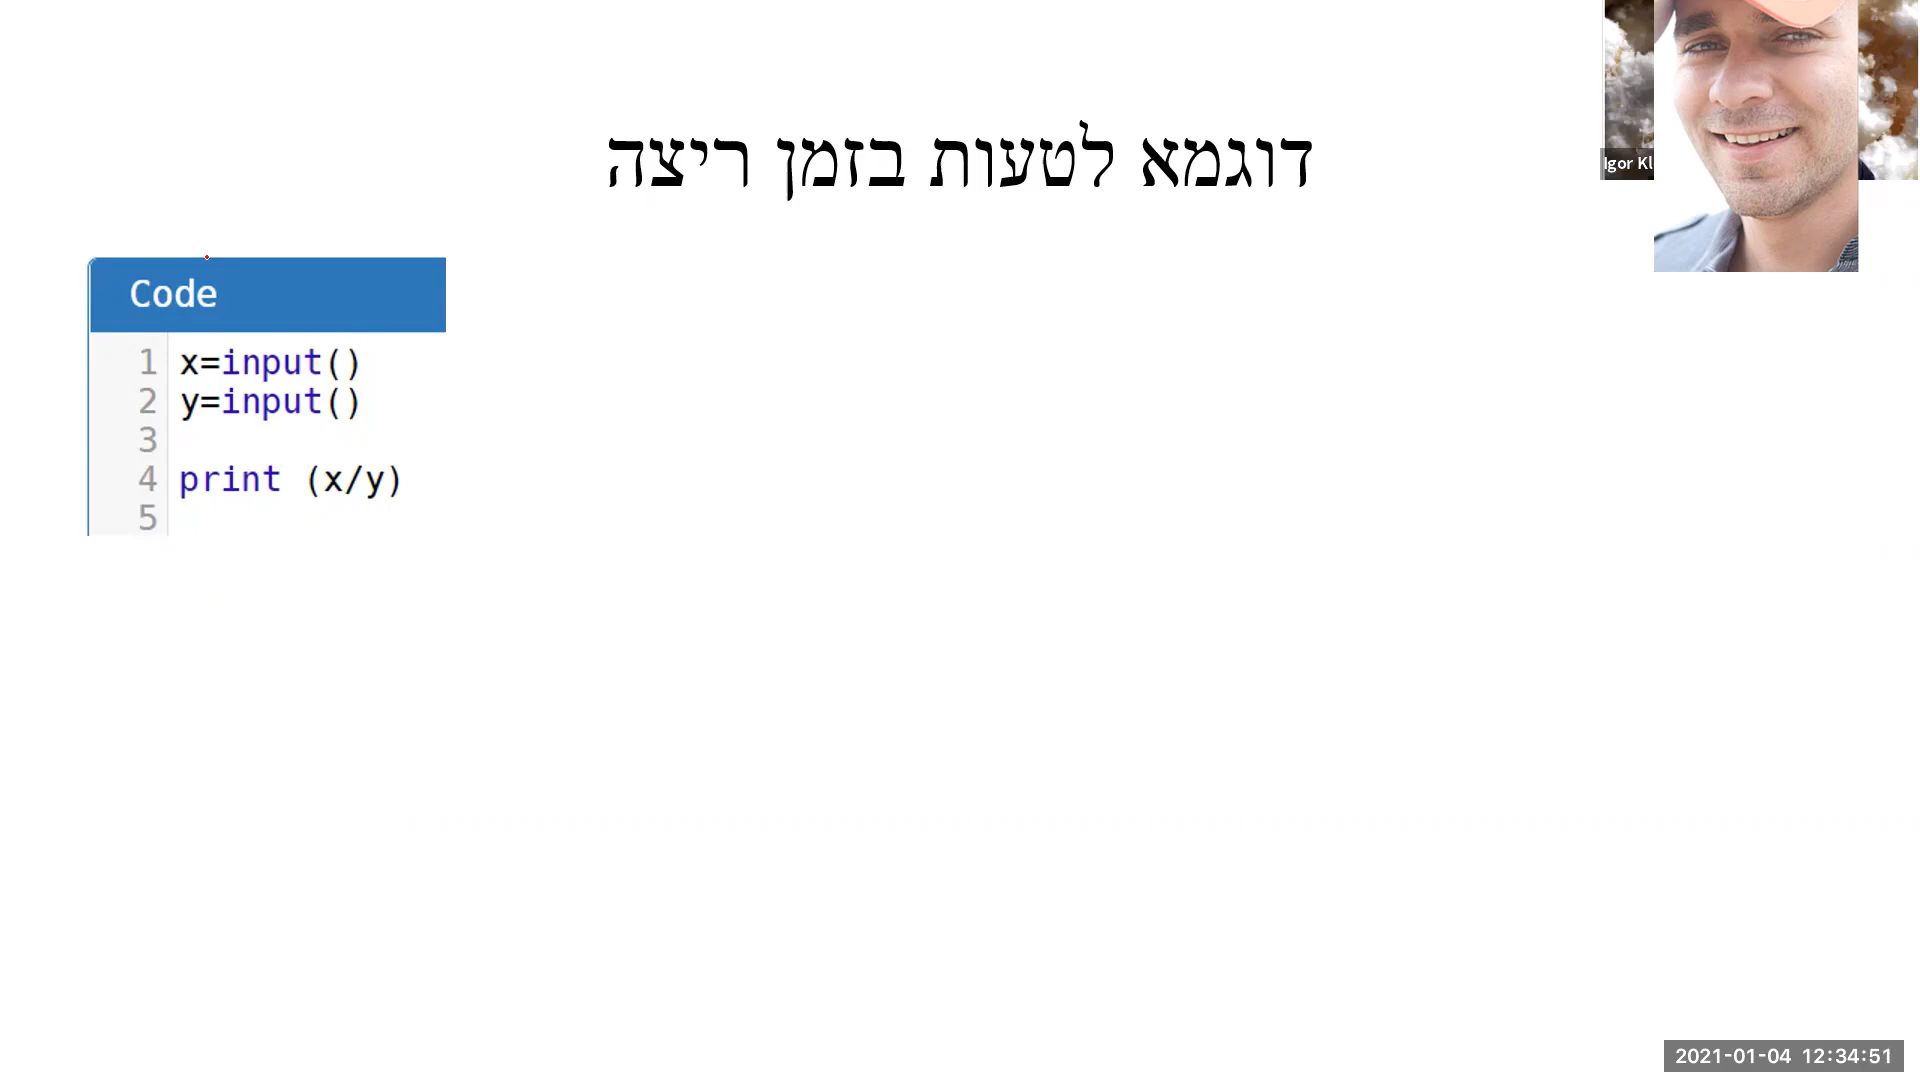 דוגמא לטעות בזמן ריצה
Igor Kl
Code
1 x=input()
2 y=input()
3
4 print (x/y)
5
2021-01-04 12:34:51